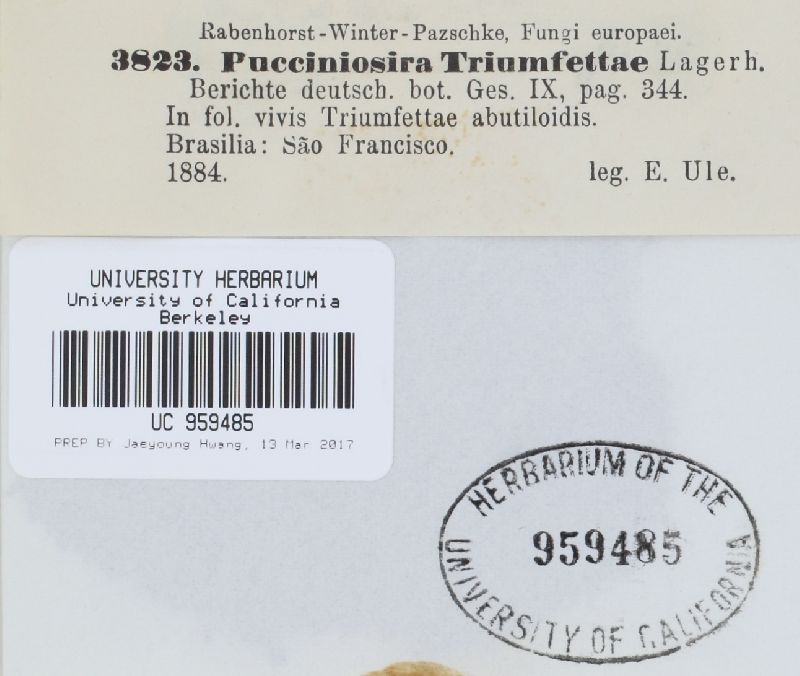 Rabenhorst-Winter-Pazschke, Fungi europaei.
3823. Pucciniosira Triumfettae Lagerh.
Berichte deutsch. bot. Ges. IX, pag. 344.
In fol. vivis Triumfettae abutiloidis.
Brasilia: São Francisco.
1884. leg. E. Ule.
UNIVERSITY HERBARIUM
University of California
Berkeley
UC 959485
PREP BY Jaeyoung Hwang, 13 Mar 2017
HERBARIUM OF THE
959485
UNIVERSITY OF CALIFORNIA